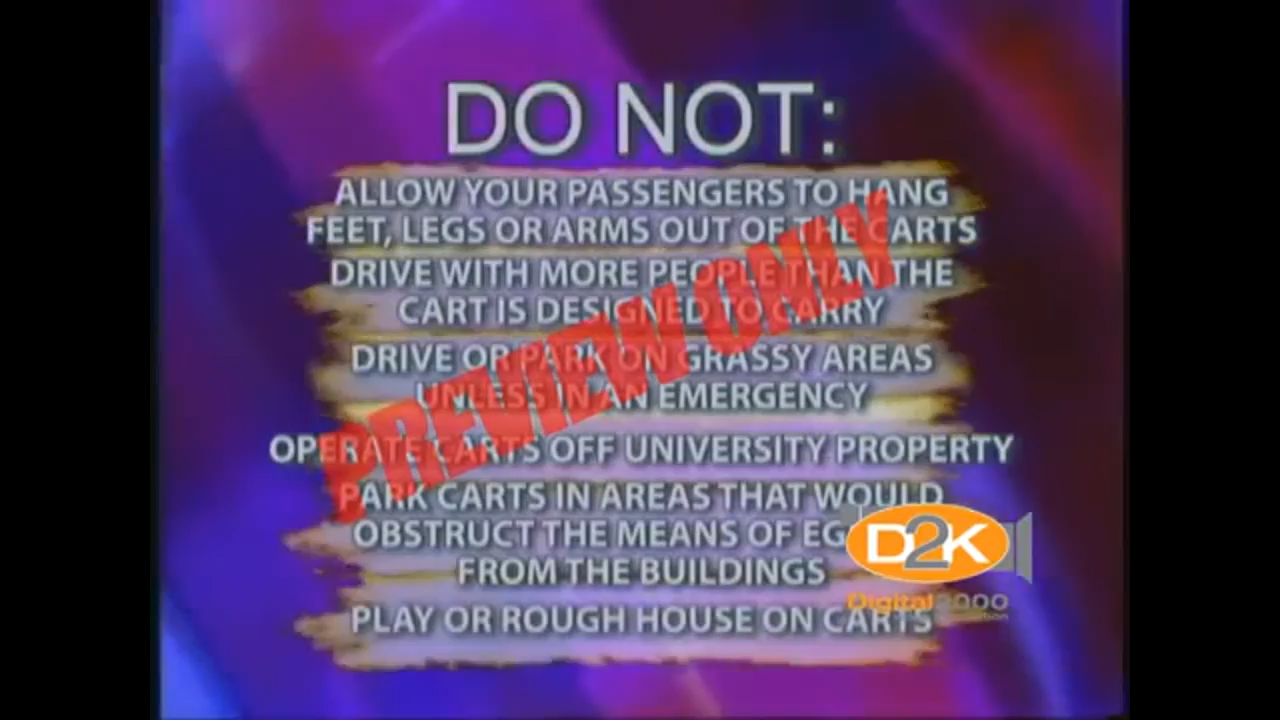 DO NOT:
ALLOW YOUR PASSENGERS TO HANG
FEET, LEGS OR ARMS OUT OF THE CARTS
DRIVE WITH MORE PEOPLE THAN THE
CART IS DESIGNED TO CARRY
DRIVE OR PARK ON GRASSY AREAS
UNLESS IN AN EMERGENCY
OPERATE CARTS OFF UNIVERSITY PROPERTY
PARK CARTS IN AREAS THAT WOULD
OBSTRUCT THE MEANS OF
FROM THE BUILDINGS
PLAY OR ROUGH HOUSE ON CARTS
PREVIEW ONLY
D2K
Digital2000